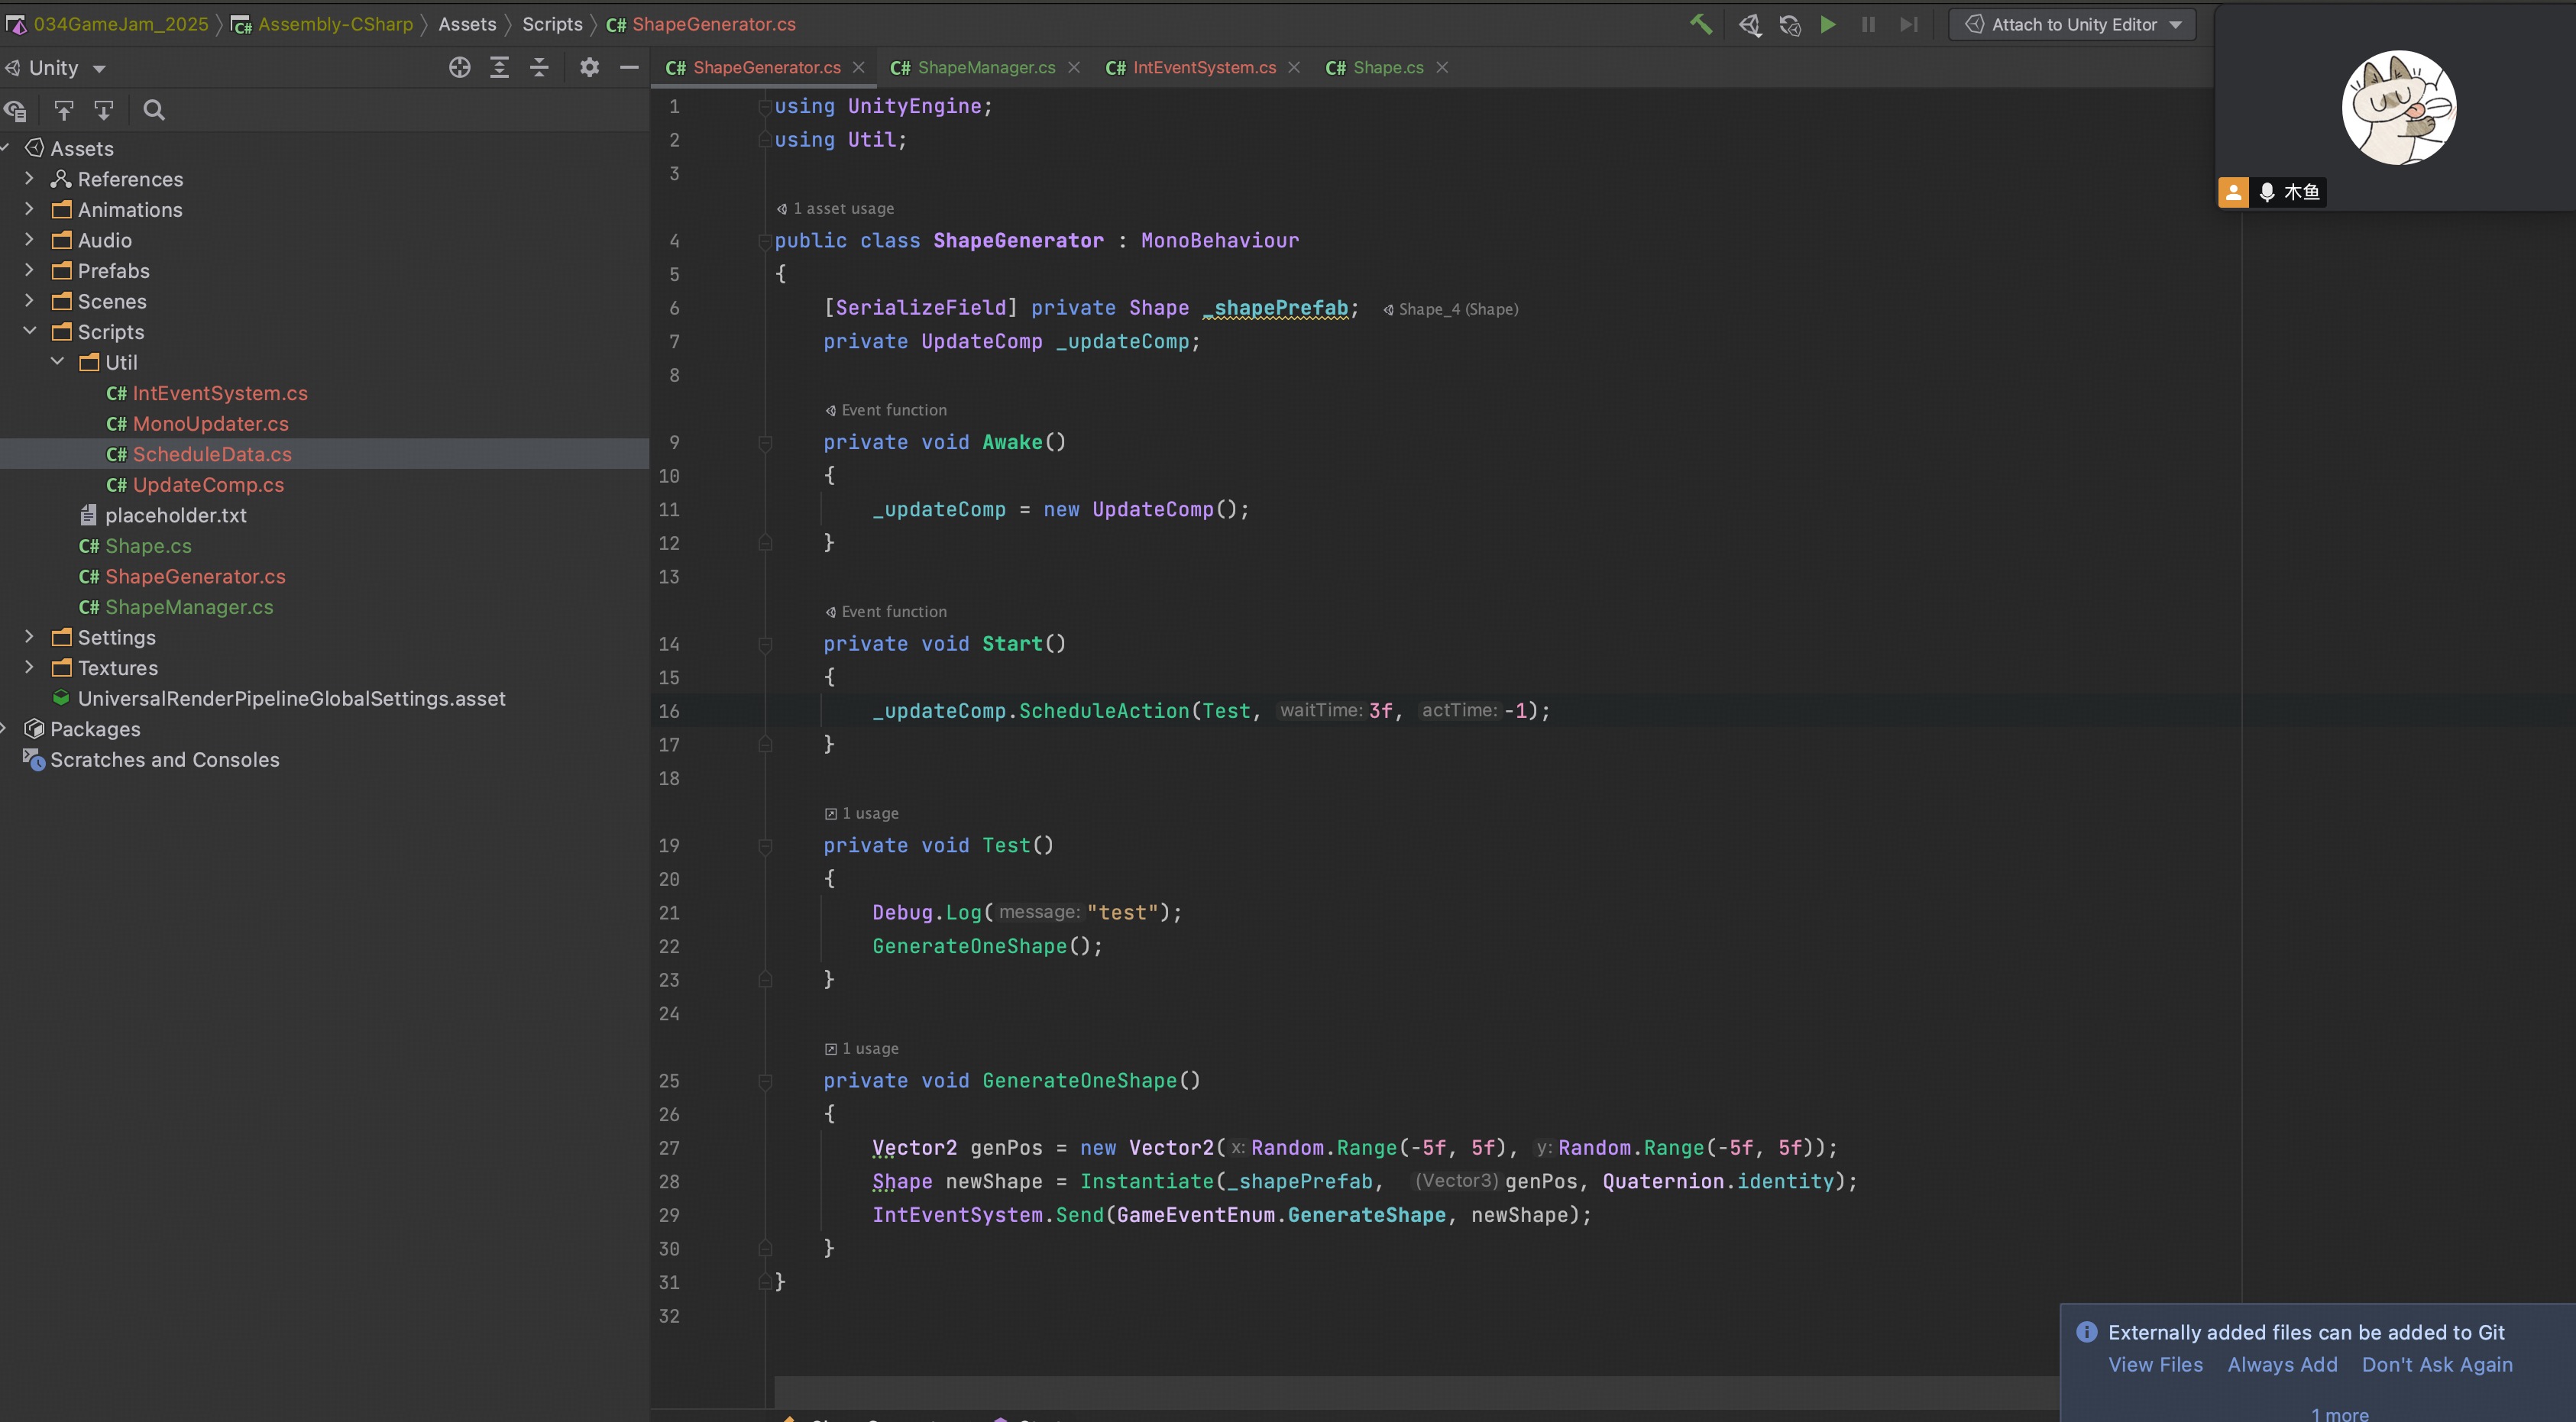 034GameJam_2025 Assembly-CSharp Assets Scripts C# ShapeGenerator.cs
Attach to Unity Editor
Unity
C# ShapeGenerator.cs C# ShapeManager.cs C# IntEventSystem.cs C# Shape.cs
Assets
References
Animations
Audio
Prefabs
Scenes
Scripts
Util
C# IntEventSystem.cs
C# MonoUpdater.cs
C# ScheduleData.cs
C# UpdateComp.cs
placeholder.txt
C# Shape.cs
C# ShapeGenerator.cs
C# ShapeManager.cs
Settings
Textures
UniversalRenderPipelineGlobalSettings.asset
Packages
Scratches and Consoles
1 using UnityEngine;
2 using Util;
3
1 asset usage
4 public class ShapeGenerator : MonoBehaviour
5 {
6 [SerializeField] private Shape _shapePrefab; Shape_4 (Shape)
7 private UpdateComp _updateComp;
8
Event function
9 private void Awake()
10 {
11 _updateComp = new UpdateComp();
12 }
13
Event function
14 private void Start()
15 {
16 _updateComp.ScheduleAction(Test, waitTime: 3f, actTime: -1);
17 }
18
1 usage
19 private void Test()
20 {
21 Debug.Log( message: "test");
22 GenerateOneShape();
23 }
24
1 usage
25 private void GenerateOneShape()
26 {
27 Vector2 genPos = new Vector2( x: Random.Range(-5f, 5f), y: Random.Range(-5f, 5f));
28 Shape newShape = Instantiate(_shapePrefab, (Vector3) genPos, Quaternion.identity);
29 IntEventSystem.Send(GameEventEnum.GenerateShape, newShape);
30 }
31 }
32
木鱼
Externally added files can be added to Git
View Files Always Add Don't Ask Again
1 more